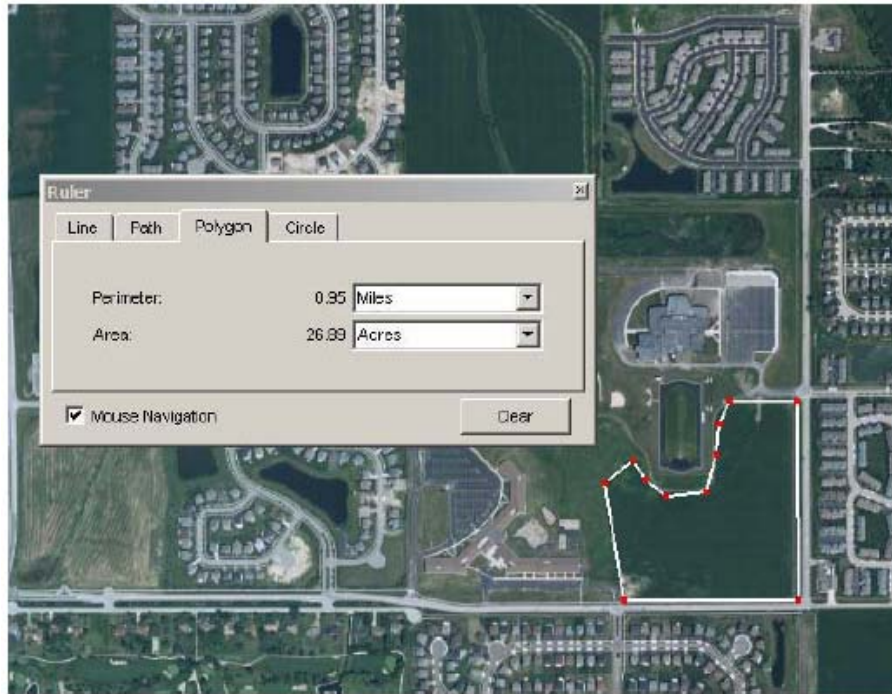 Ruler
Line Path Polygon Circle
Perimeter: 0.95 Miles
Area: 26.89 Acres
Mouse Navigation Clear